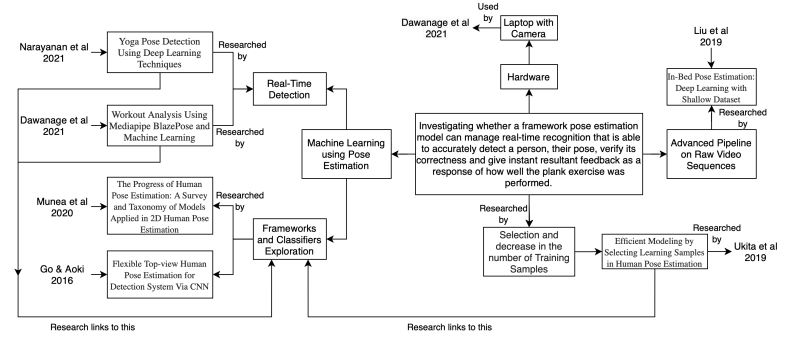 Narayanan et al
2021
Yoga Pose Detection
Using Deep Learning
Techniques
Researched
by
Dawanage et al
2021
Workout Analysis Using
Mediapipe BlazePose and
Machine Learning
Researched
by
Real-Time
Detection
Machine Learning
using Pose
Estimation
Munea et al
2020
The Progress of Human
Pose Estimation: A Survey
and Taxonomy of Models
Applied in 2D Human Pose
Estimation
Researched
by
Go & Aoki
2016
Flexible Top-view Human
Pose Estimation for
Detection System Via CNN
Frameworks
and Classifiers
Exploration
Research links to this
Dawanage et al
2021
Used
by
Laptop with
Camera
Hardware
Investigating whether a framework pose estimation
model can manage real-time recognition that is able
to accurately detect a person, their pose, verify its
correctness and give instant resultant feedback as a
response of how well the plank exercise was
performed.
Liu et al
2019
In-Bed Pose Estimation:
Deep Learning with
Shallow Dataset
Researched
by
Advanced Pipeline
on Raw Video
Sequences
Researched
by
Selection and
decrease in the
number of Training
Samples
Efficient Modeling by
Selecting Learning Samples
in Human Pose Estimation
Researched
by
Ukita et al
2019
Research links to this